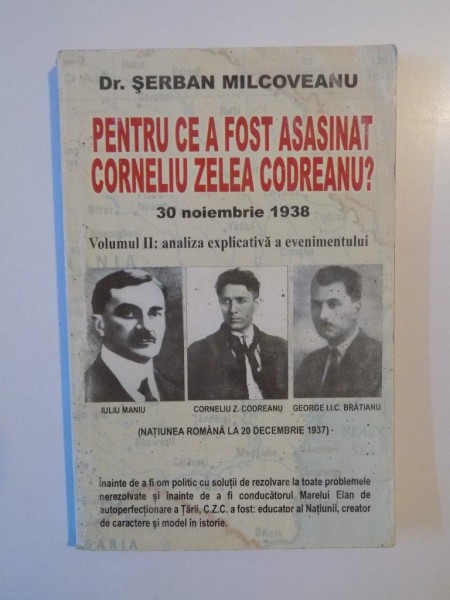 Dr. ŞERBAN MILCOVEANU
PENTRU CE A FOST ASASINAT
CORNELIU ZELEA CODREANU?
30 noiembrie 1938
Volumul II: analiza explicativă a evenimentului
IULIU MANIU CORNELIU Z. CODREANU GEORGE I.I.C. BRĂTIANU
(NAŢIUNEA ROMÂNĂ LA 20 DECEMBRIE 1937)
Înainte de a fi om politic cu soluţii de rezolvare la toate problemele
nerezolvate şi înainte de a fi conducătorul Marelui Elan de
autoperfecţionare a Ţării, C.Z.C. a fost: educator al Naţiunii, creator
de caractere şi model în istorie.
BLACK
ARIA